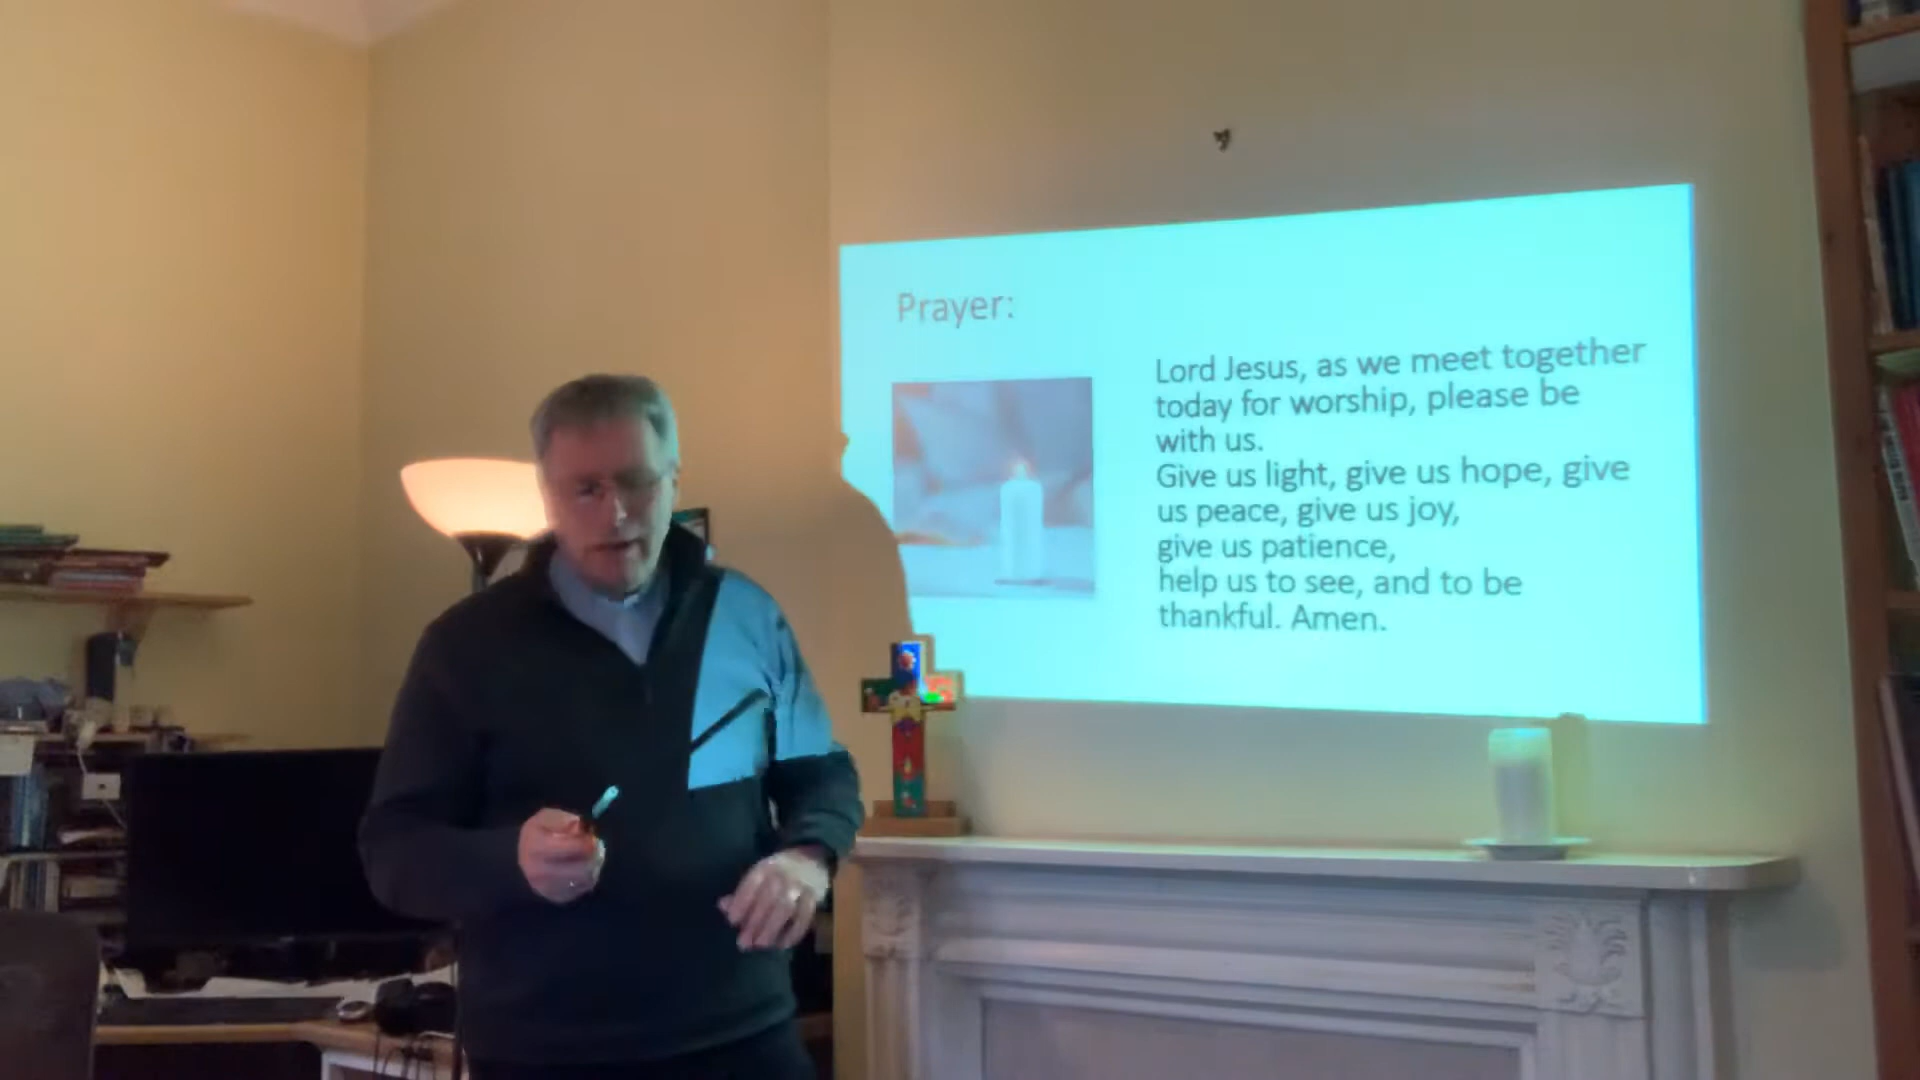 Prayer:
Lord Jesus, as we meet together
today for worship, please be
with us.
Give us light, give us hope, give
us peace, give us joy,
give us patience,
help us to see, and to be
thankful. Amen.